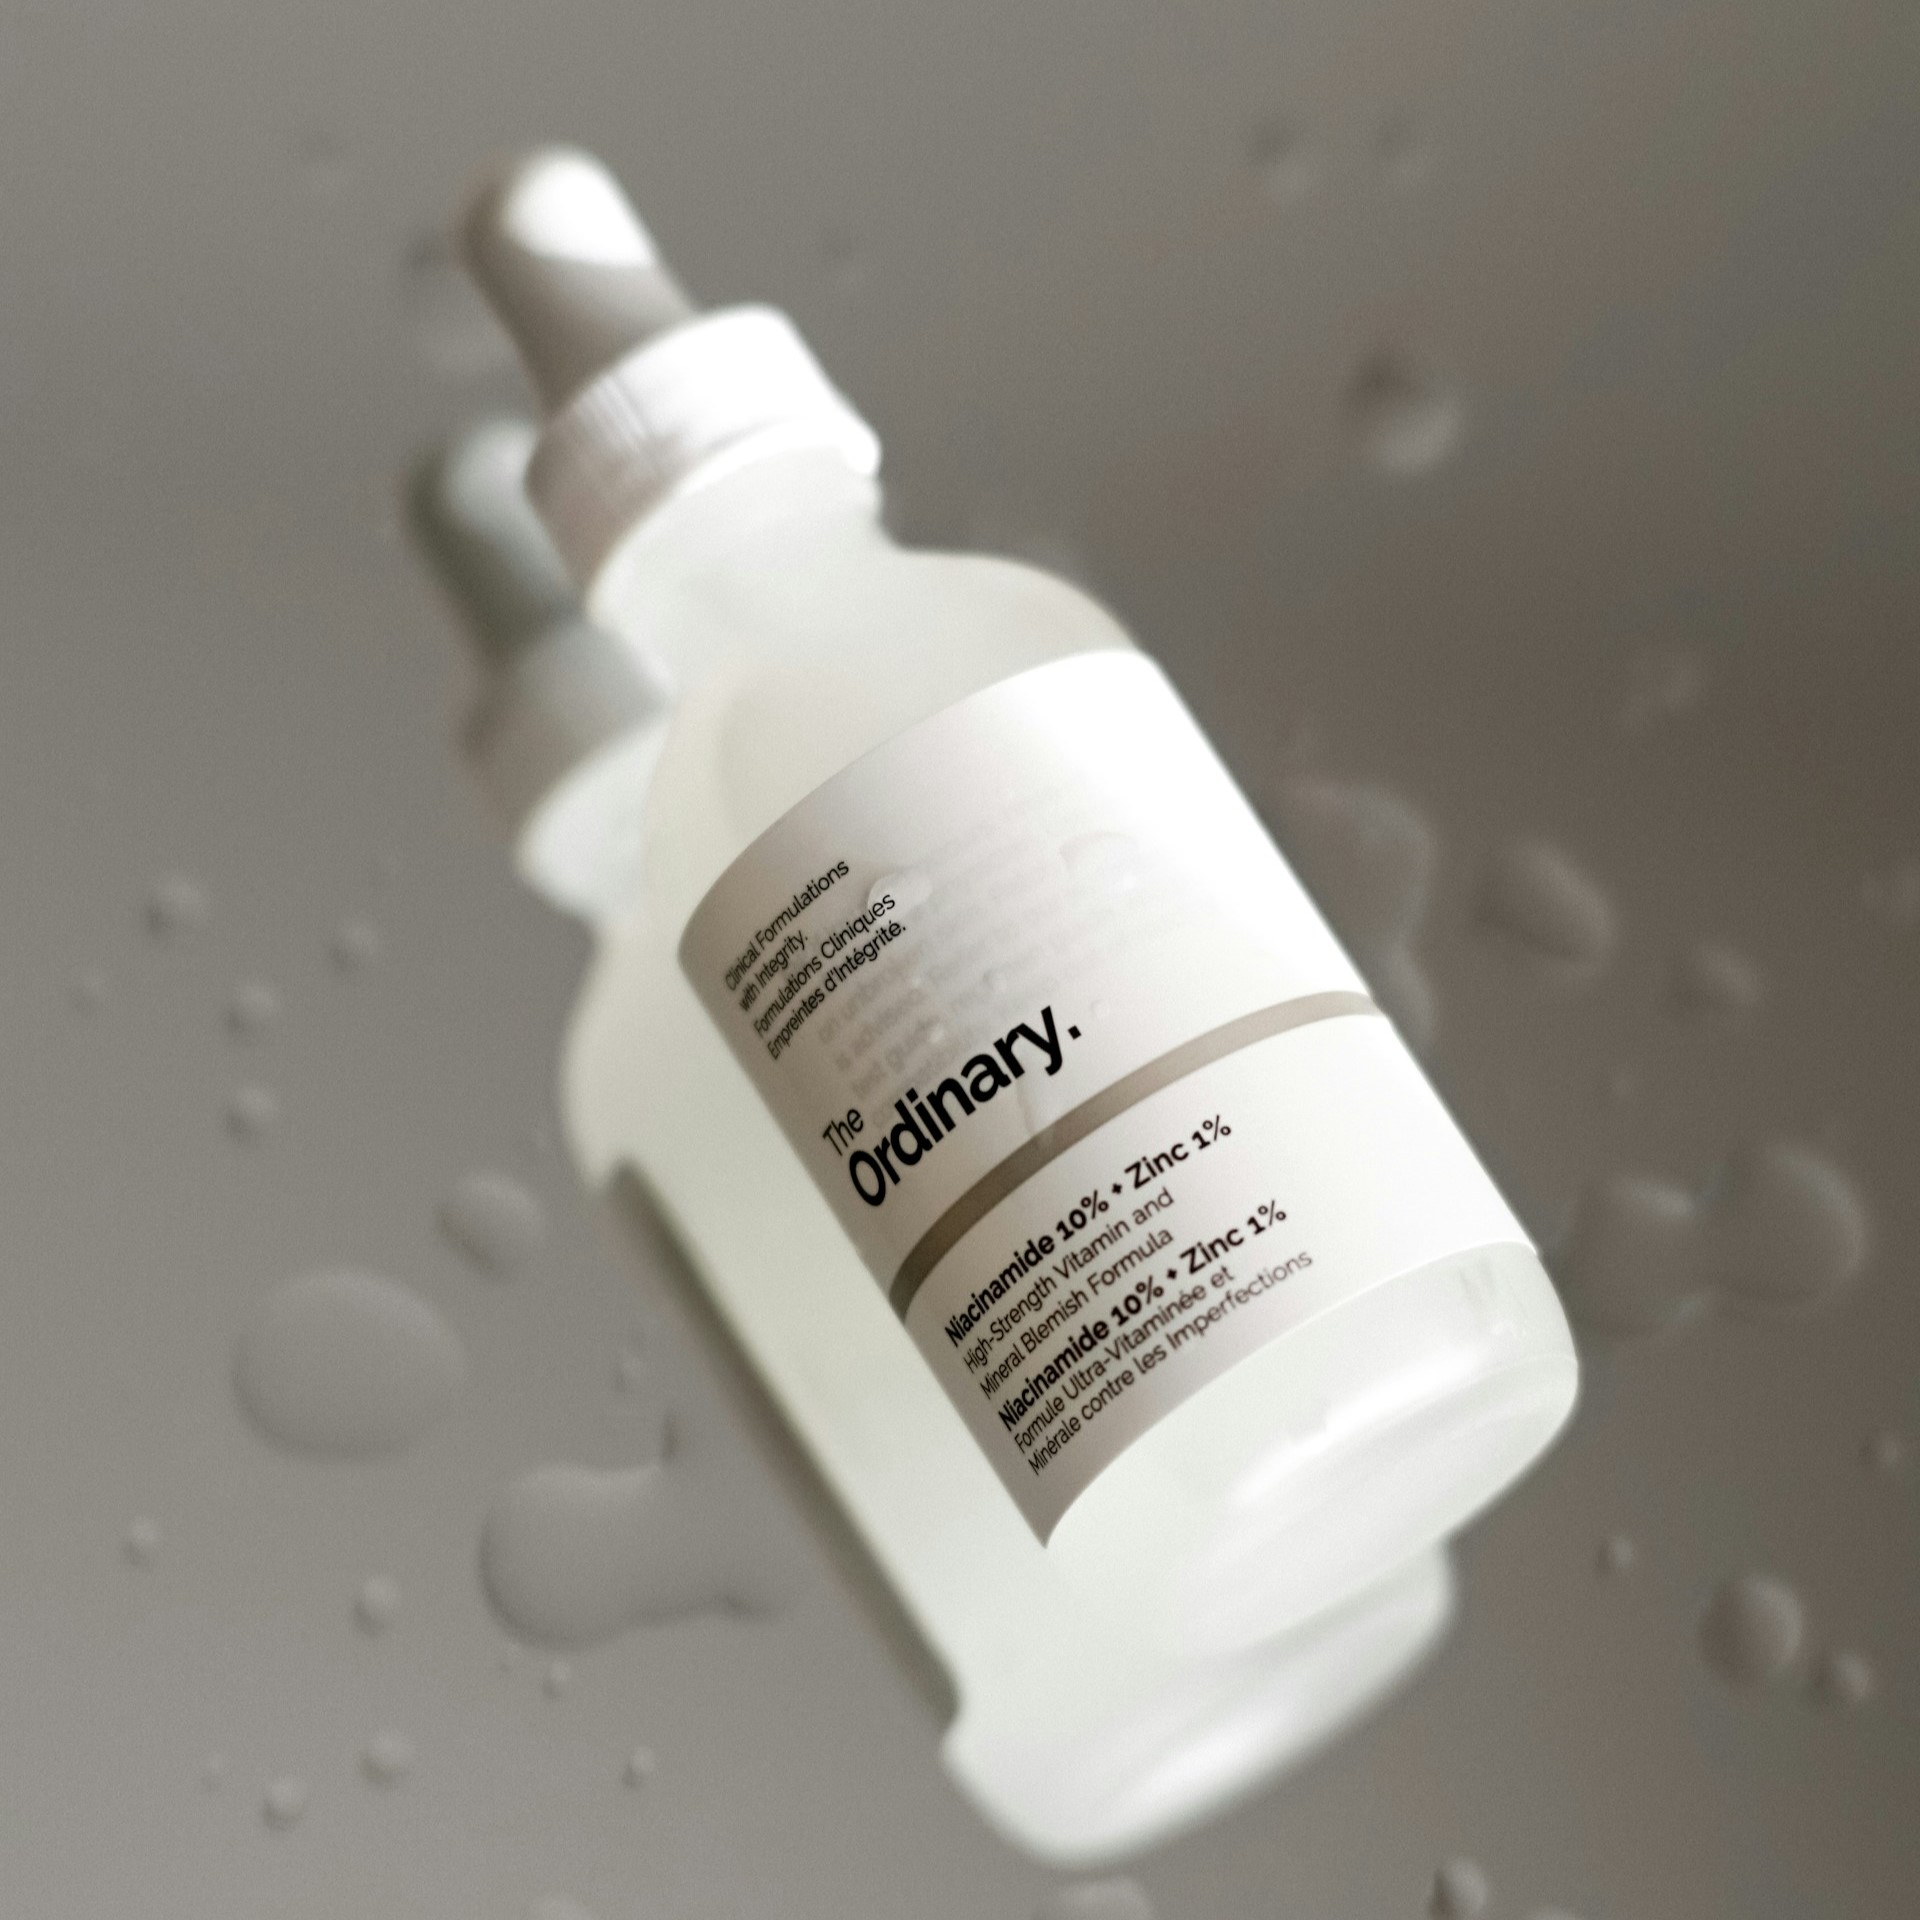 Clinical Formulations
with Integrity.
Formulations Cliniques
Empreintes d'Intégrité.
The
Ordinary.
Niacinamide 10% + Zinc 1%
High-Strength Vitamin and
Mineral Blemish Formula
Niacinamide 10% + Zinc 1%
Formule Ultra-Vitaminée et
Minérale contre les Imperfections